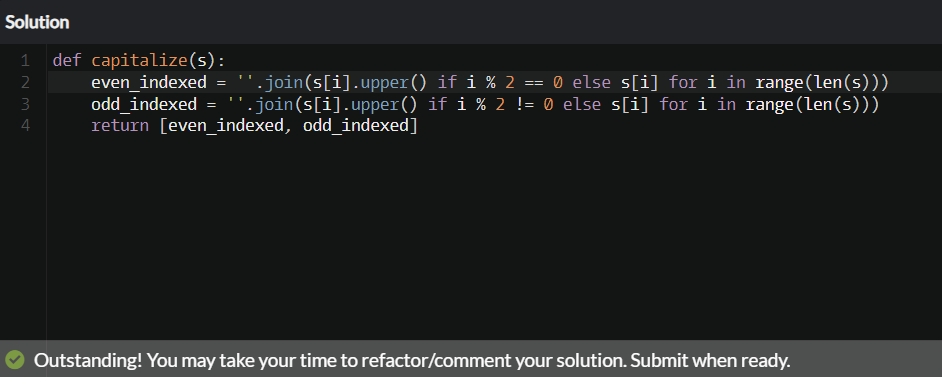 Solution
1 def capitalize(s):
2     even_indexed = ''.join(s[i].upper() if i % 2 == 0 else s[i] for i in range(len(s)))
3     odd_indexed = ''.join(s[i].upper() if i % 2 != 0 else s[i] for i in range(len(s)))
4     return [even_indexed, odd_indexed]
Outstanding! You may take your time to refactor/comment your solution. Submit when ready.